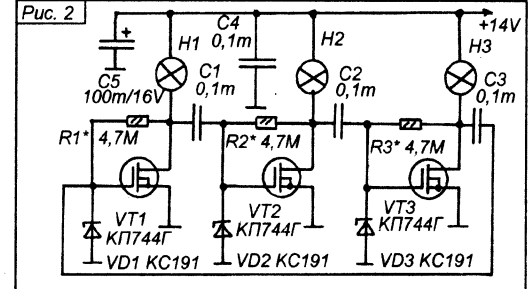 Рис. 2
+14V
C4
0,1m
H1
H2
H3
C5
100m/16V
C1
0,1m
C2
0,1m
C3
0,1m
R1* 4,7M
R2* 4,7M
R3* 4,7M
VT1
КП744Г
VT2
КП744Г
VT3
КП744Г
VD1 КС191
VD2 КС191
VD3 КС191